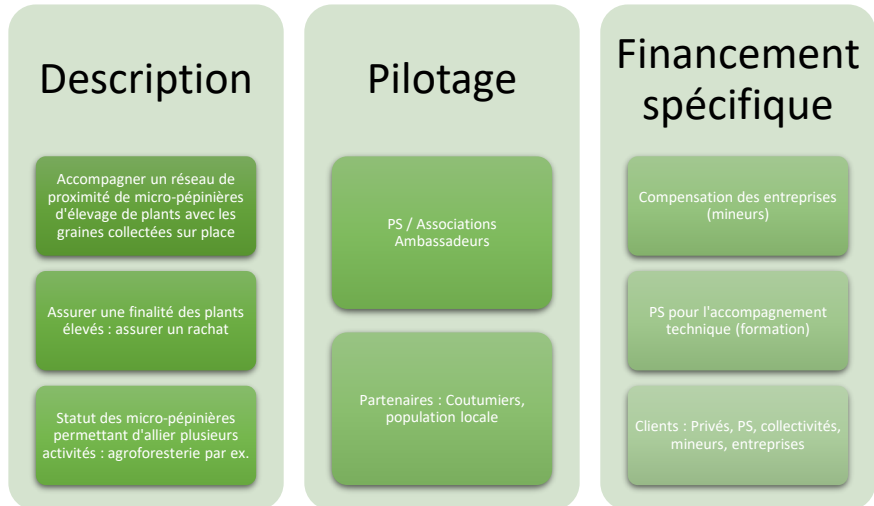 Description
Accompagner un réseau de
proximité de micro-pépinières
d'élevage de plants avec les
graines collectées sur place
Assurer une finalité des plants
élevés : assurer un rachat
Statut des micro-pépinières
permettant d'allier plusieurs
activités : agroforesterie par ex.
Pilotage
PS / Associations
Ambassadeurs
Partenaires : Coutumiers,
population locale
Financement
spécifique
Compensation des entreprises
(mineurs)
PS pour l'accompagnement
technique (formation)
Clients : Privés, PS, collectivités,
mineurs, entreprises